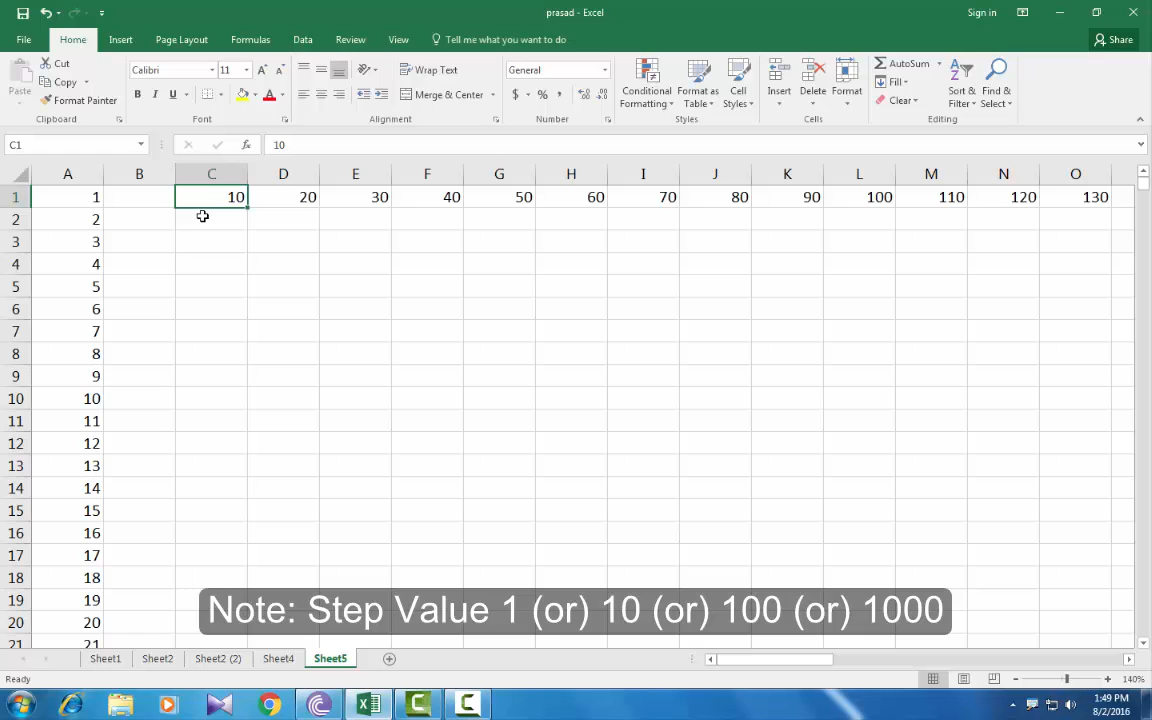 prasad - Excel
Sign in
File Home Insert Page Layout Formulas Data Review View Tell me what you want to do Share
Paste
Cut
Copy
Format Painter
Clipboard
Calibri 11
B I U
Font
Wrap Text
Merge & Center
Alignment
General
$ % ,
Number
Conditional Formatting
Format as Table
Cell Styles
Styles
Insert
Delete
Format
Cells
AutoSum
Fill
Clear
Sort & Filter
Find & Select
Editing
C1 fx 10
A B C D E F G H I J K L M N O
1 1 10 20 30 40 50 60 70 80 90 100 110 120 130
2 2
3 3
4 4
5 5
6 6
7 7
8 8
9 9
10 10
11 11
12 12
13 13
14 14
15 15
16 16
17 17
18 18
19 19
20 20
21 21
Note: Step Value 1 (or) 10 (or) 100 (or) 1000
Sheet1 Sheet2 Sheet2 (2) Sheet4 Sheet5
Ready
140%
1:49 PM
8/2/2016